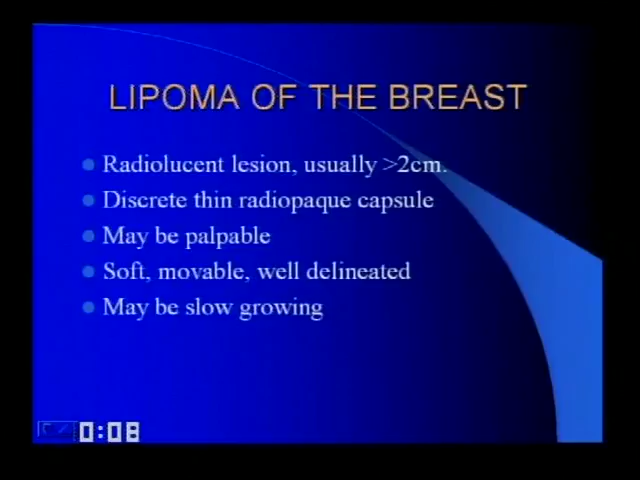 LIPOMA OF THE BREAST
Radiolucent lesion, usually >2cm.
Discrete thin radiopaque capsule
May be palpable
Soft, movable, well delineated
May be slow growing
0:08